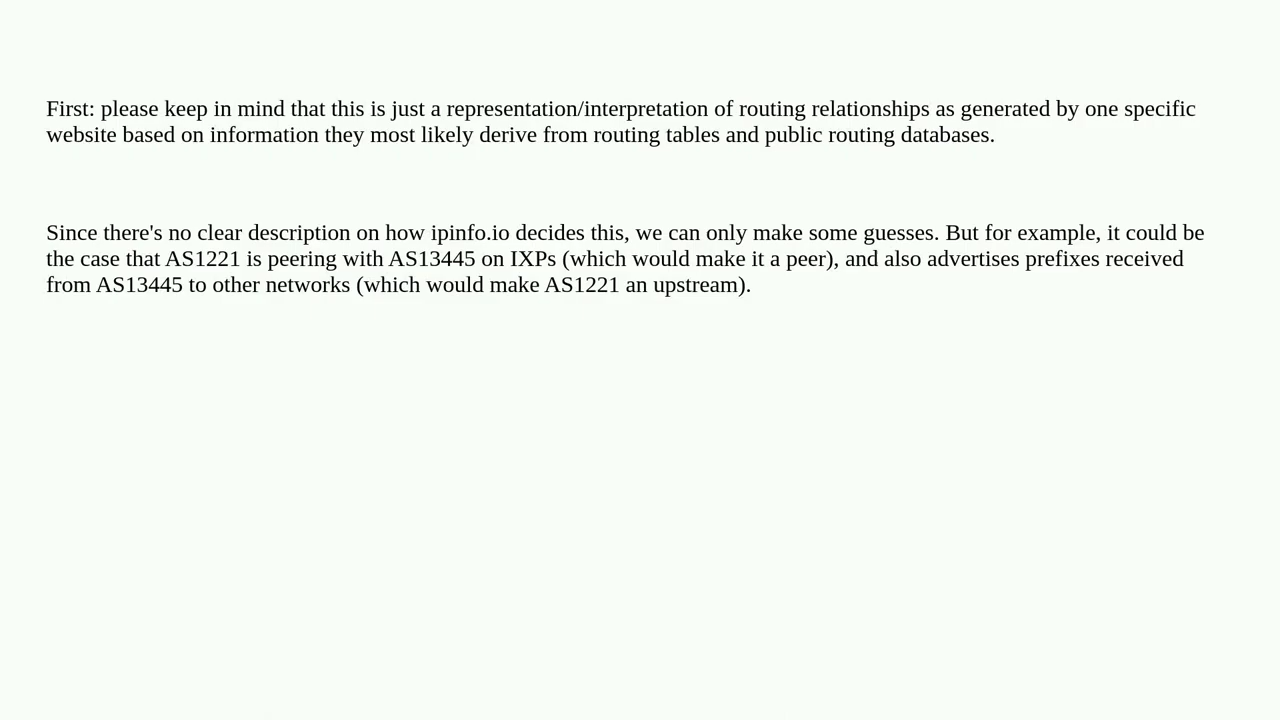 First: please keep in mind that this is just a representation/interpretation of routing relationships as generated by one specific
website based on information they most likely derive from routing tables and public routing databases.
Since there's no clear description on how ipinfo.io decides this, we can only make some guesses. But for example, it could be
the case that AS1221 is peering with AS13445 on IXPs (which would make it a peer), and also advertises prefixes received
from AS13445 to other networks (which would make AS1221 an upstream).